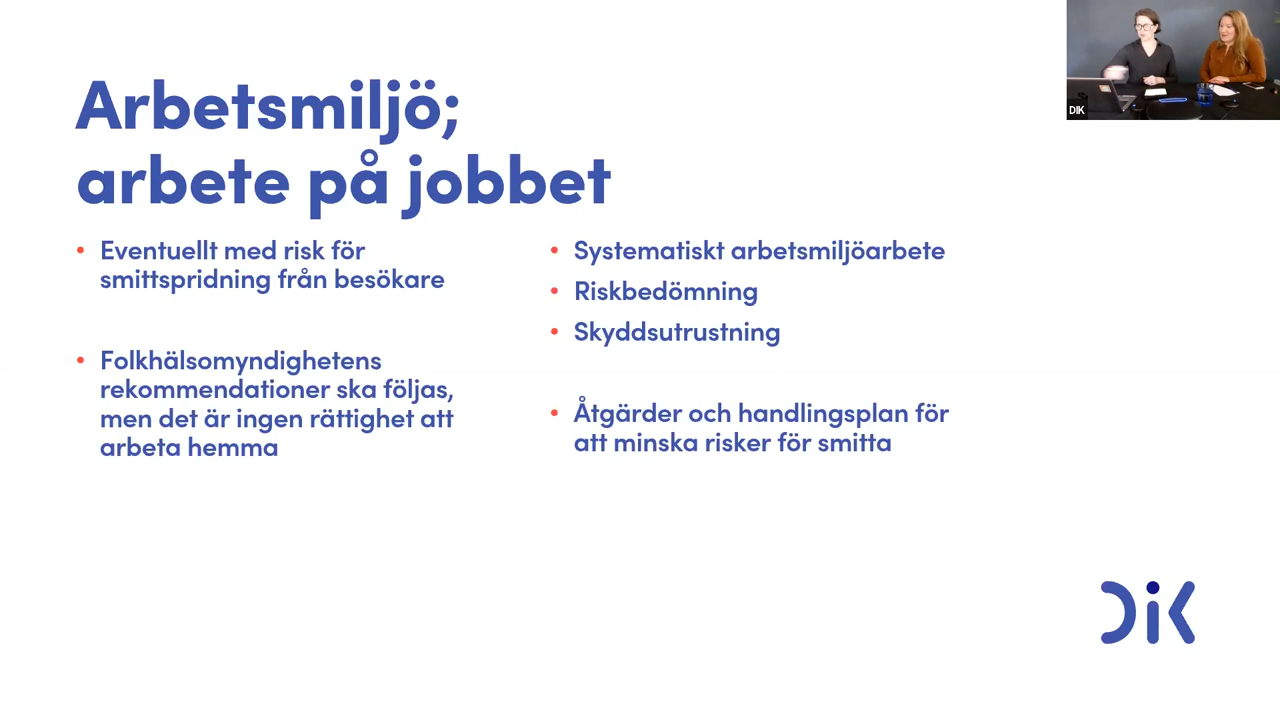 Arbetsmiljö;
arbete på jobbet
• Eventuellt med risk för
smittspridning från besökare
• Folkhälsomyndighetens
rekommendationer ska följas,
men det är ingen rättighet att
arbeta hemma
• Systematiskt arbetsmiljöarbete
• Riskbedömning
• Skyddsutrustning
• Åtgärder och handlingsplan för
att minska risker för smitta
DIK
DiK